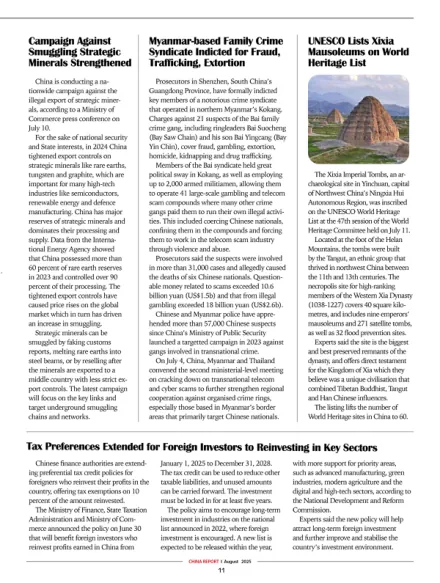 Campaign Against
Smuggling Strategic
Minerals Strengthened
China is conducting a na-
tionwide campaign against the
illegal export of strategic miner-
als, according to a Ministry of
Commerce press conference on
July 10.
For the sake of national security
and State interests, in 2024 China
tightened export controls on
strategic minerals like rare earths,
tungsten and graphite, which are
important for many high-tech
industries like semiconductors,
renewable energy and defence
manufacturing. China has major
reserves of strategic minerals and
dominates their processing and
supply. Data from the Interna-
tional Energy Agency showed
that China possessed more than
60 percent of rare earth reserves
in 2023 and controlled over 90
percent of their processing. The
tightened export controls have
caused price rises on the global
market which in turn has driven
an increase in smuggling.
Strategic minerals can be
smuggled by faking customs
reports, melting rare earths into
steel beams, or by reselling after
the minerals are exported to a
middle country with less strict ex-
port controls. The latest campaign
will focus on the key links and
target underground smuggling
chains and networks.
Myanmar-based Family Crime
Syndicate Indicted for Fraud,
Trafficking, Extortion
Prosecutors in Shenzhen, South China's
Guangdong Province, have formally indicted
key members of a notorious crime syndicate
that operated in northern Myanmar's Kokang.
Charges against 21 suspects of the Bai family
crime gang, including ringleaders Bai Suocheng
(Bay Saw Chain) and his son Bai Yingcang (Bay
Yin Chin), cover fraud, gambling, extortion,
homicide, kidnapping and drug trafficking.
Members of the Bai syndicate held great
political sway in Kokang, as well as employing
up to 2,000 armed militiamen, allowing them
to operate 41 large-scale gambling and telecom
scam compounds where many other crime
gangs paid them to run their own illegal activi-
ties. This included coercing Chinese nationals,
confining them in the compounds and forcing
them to work in the telecom scam industry
through violence and abuse.
Prosecutors said the suspects were involved
in more than 31,000 cases and allegedly caused
the deaths of six Chinese nationals. Question-
able money related to scams exceeded 10.6
billion yuan (US$1.5b) and that from illegal
gambling exceeded 18 billion yuan (US$2.6b).
Chinese and Myanmar police have appre-
hended more than 57,000 Chinese suspects
since China's Ministry of Public Security
launched a targetted campaign in 2023 against
gangs involved in transnational crime.
On July 4, China, Myanmar and Thailand
convened the second ministerial-level meeting
on cracking down on transnational telecom
and cyber scams to further strengthen regional
cooperation against organised crime rings,
especially those based in Myanmar's border
areas that primarily target Chinese nationals.
UNESCO Lists Xixia
Mausoleums on World
Heritage List
The Xixia Imperial Tombs, an ar-
chaeological site in Yinchuan, capital
of Northwest China's Ningxia Hui
Autonomous Region, was inscribed
on the UNESCO World Heritage
List at the 47th session of the World
Heritage Committee held on July 11.
Located at the foot of the Helan
Mountains, the tombs were built
by the Tangut, an ethnic group that
thrived in northwest China between
the 11th and 13th centuries. The
necropolis site for high-ranking
members of the Western Xia Dynasty
(1038-1227) covers 40 square kilo-
metres, and includes nine emperors'
mausoleums and 271 satellite tombs,
as well as 32 flood prevention sites.
Experts said the site is the biggest
and best preserved remnants of the
dynasty, and offers direct testament
for the Kingdom of Xia which they
believe was a unique civilisation that
combined Tibetan Buddhist, Tangut
and Han Chinese influences.
The listing lifts the number of
World Heritage sites in China to 60.
Tax Preferences Extended for Foreign Investors to Reinvesting in Key Sectors
Chinese finance authorities are extend-
ing preferential tax credit policies for
foreigners who reinvest their profits in the
country, offering tax exemptions on 10
percent of the amount reinvested.
The Ministry of Finance, State Taxation
Administration and Ministry of Com-
merce announced the policy on June 30
that will benefit foreign investors who
reinvest profits earned in China from
January 1, 2025 to December 31, 2028.
The tax credit can be used to reduce other
taxable liabilities, and unused amounts
can be carried forward. The investment
must be locked in for at least five years.
The policy aims to encourage long-term
investment in industries on the national
list announced in 2022, where foreign
investment is encouraged. A new list is
expected to be released within the year,
with more support for priority areas,
such as advanced manufacturing, green
industries, modern agriculture and the
digital and high-tech sectors, according to
the National Development and Reform
Commission.
Experts said the new policy will help
attract long-term foreign investment
and further improve and stabilise the
country's investment environment.
CHINA REPORT I August 2025
11